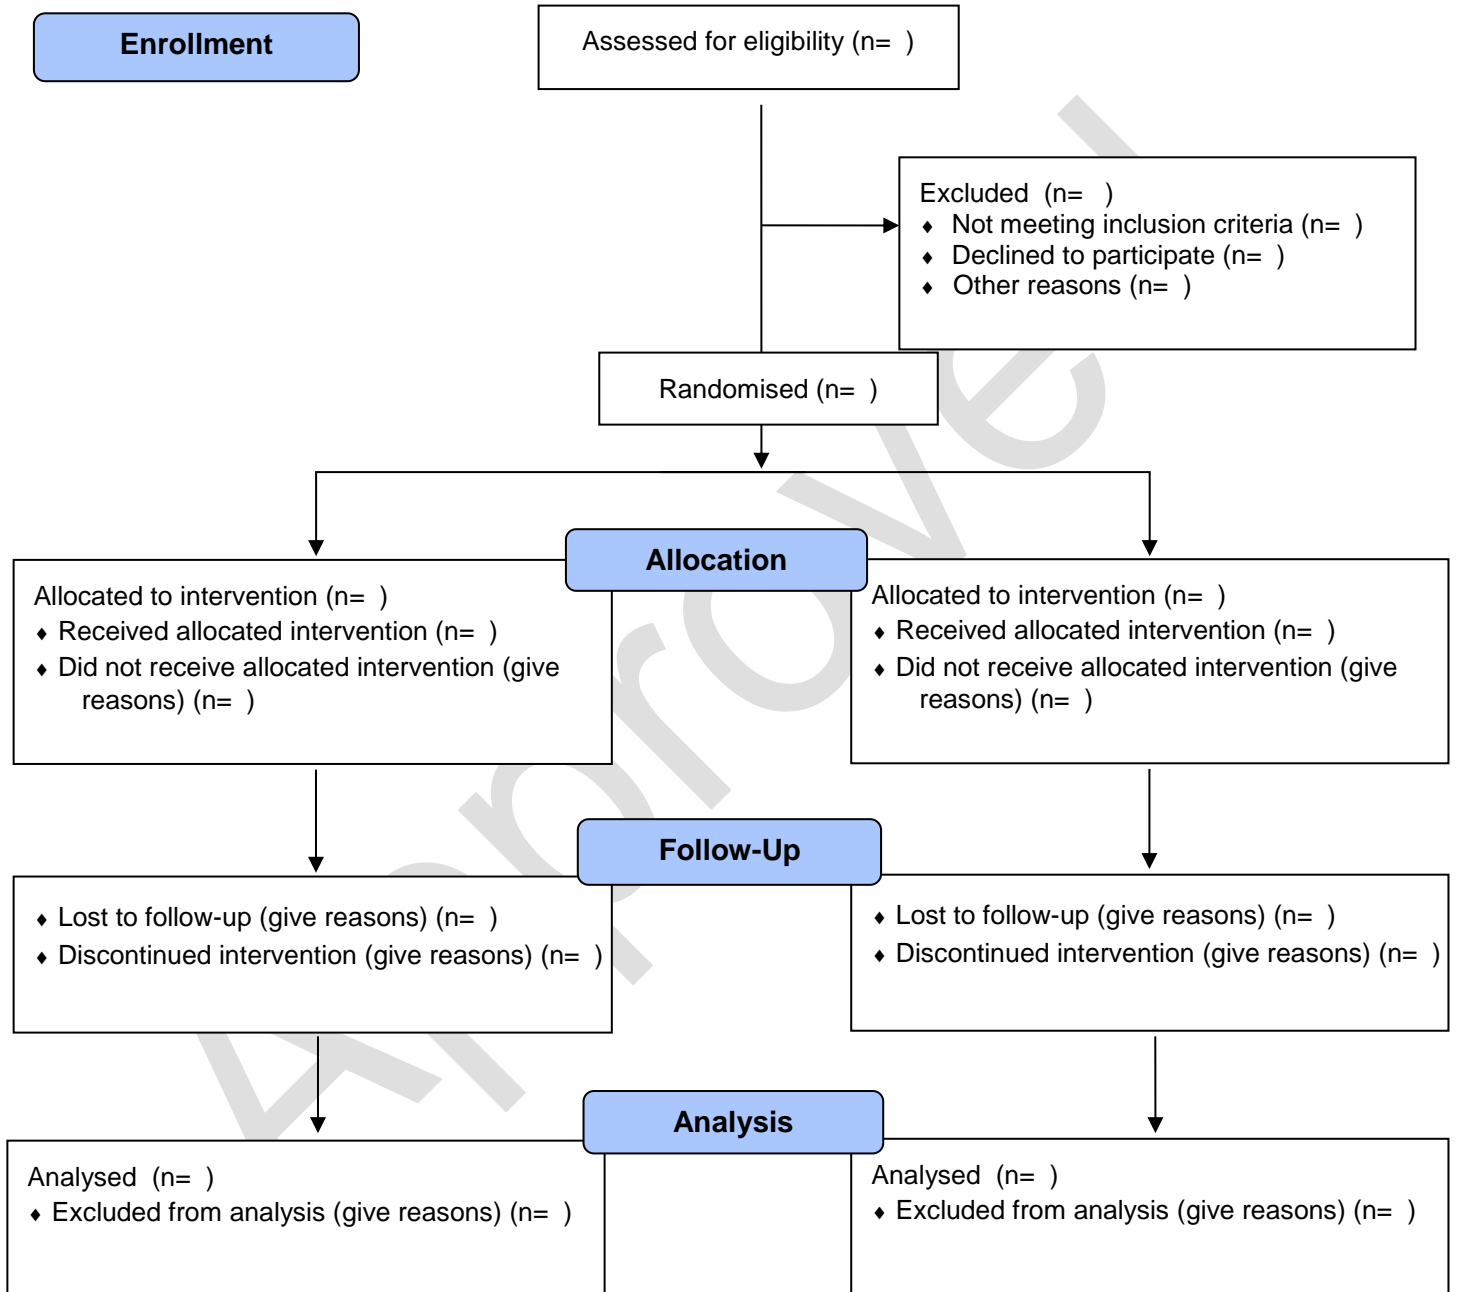 Enrollment
Assessed for eligibility (n=  )
Excluded  (n=   )
♦ Not meeting inclusion criteria (n=  )
♦ Declined to participate (n=  )
♦ Other reasons (n=  )
Randomised (n=  )
Allocation
Allocated to intervention (n=  )
♦ Received allocated intervention (n=  )
♦ Did not receive allocated intervention (give
reasons) (n=  )
Allocated to intervention (n=  )
♦ Received allocated intervention (n=  )
♦ Did not receive allocated intervention (give
reasons) (n=  )
Follow-Up
♦ Lost to follow-up (give reasons) (n=  )
♦ Discontinued intervention (give reasons) (n=  )
♦ Lost to follow-up (give reasons) (n=  )
♦ Discontinued intervention (give reasons) (n=  )
Analysis
Analysed  (n=  )
♦ Excluded from analysis (give reasons) (n=  )
Analysed  (n=  )
♦ Excluded from analysis (give reasons) (n=  )